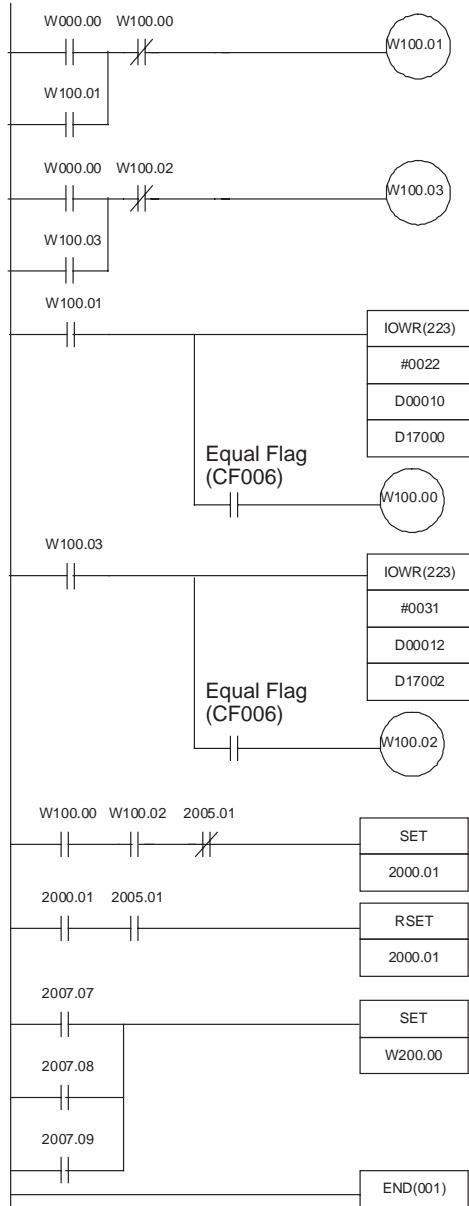 W000.00 W100.00
W100.01
W100.01
W000.00 W100.02
W100.03
W100.03
W100.01
IOWR(223)
#0022
D00010
D17000
Equal Flag
(CF006)
W100.00
W100.03
IOWR(223)
#0031
D00012
D17002
Equal Flag
(CF006)
W100.02
W100.00 W100.02 2005.01
SET
2000.01
2000.01 2005.01
RSET
2000.01
2007.07
SET
W200.00
2007.08
2007.09
END(001)